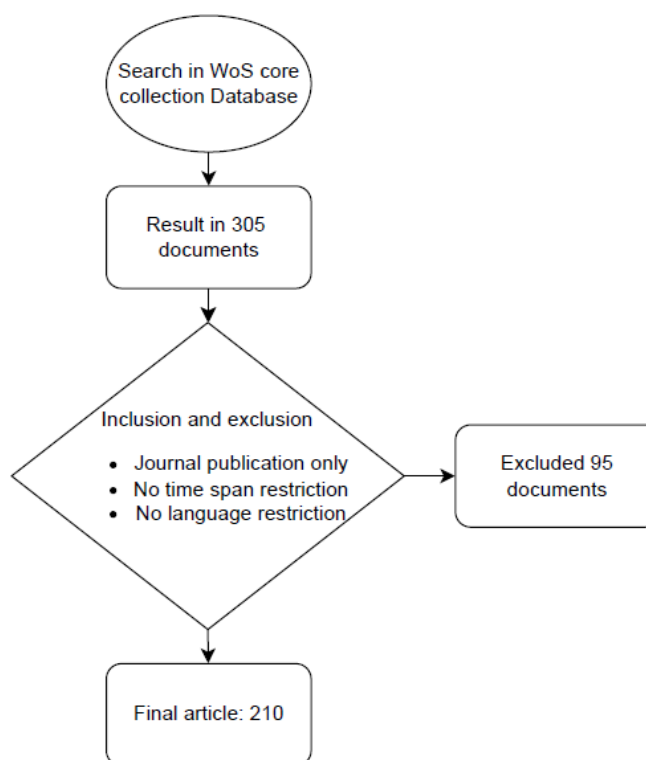 Search in WoS core
collection Database
Result in 305
documents
Inclusion and exclusion
• Journal publication only
• No time span restriction
• No language restriction
Excluded 95
documents
Final article: 210